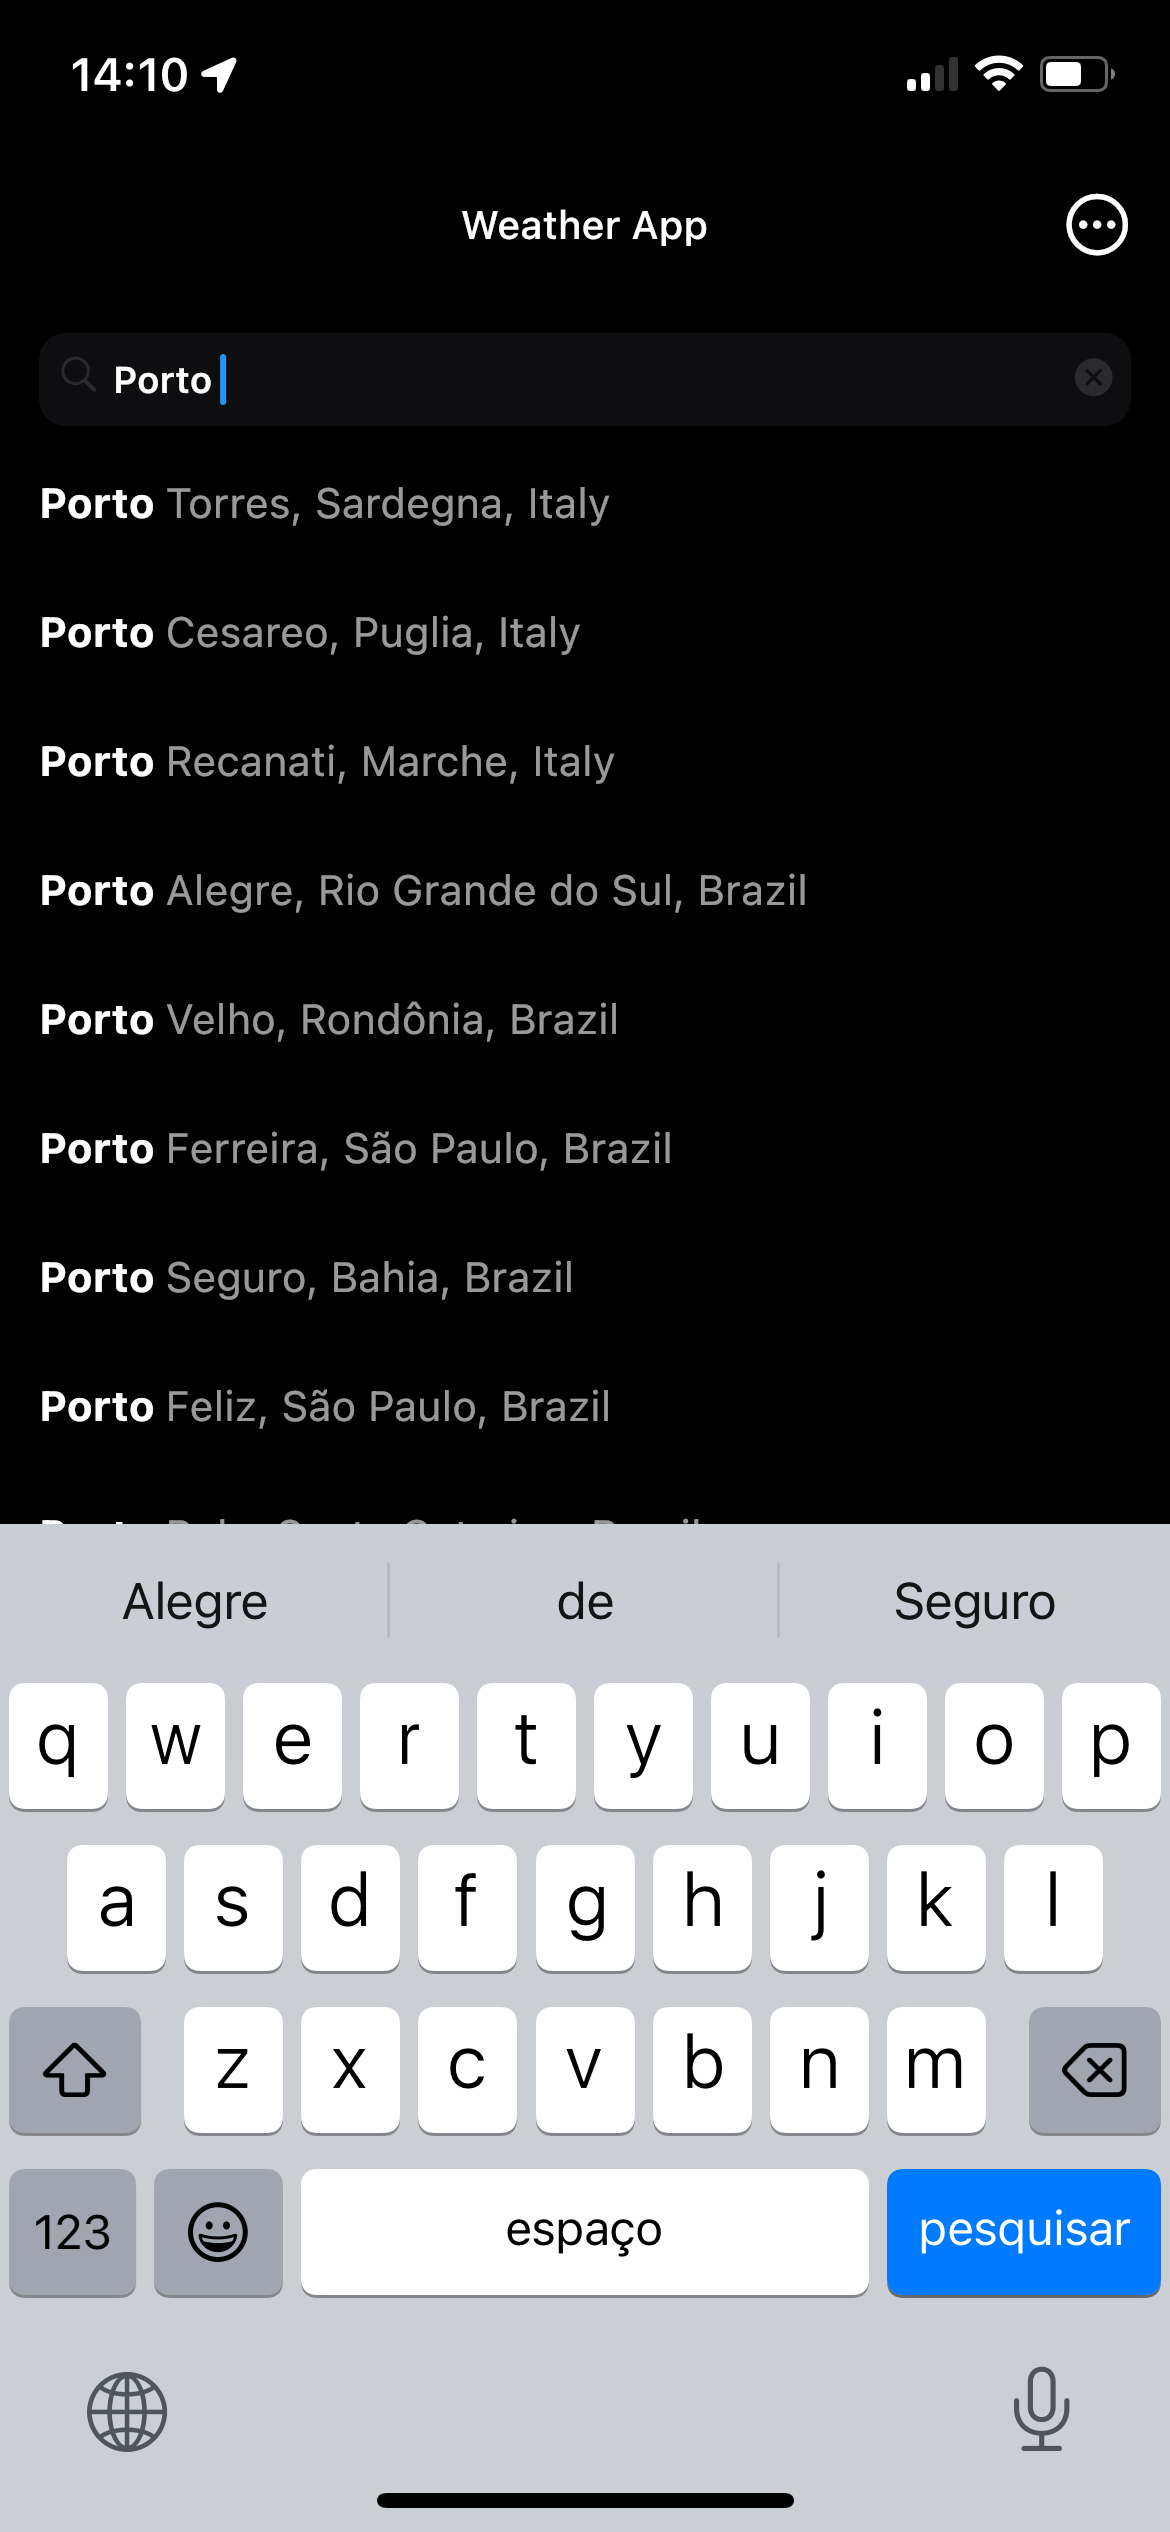 14:10
Weather App
Porto
Porto Torres, Sardegna, Italy
Porto Cesareo, Puglia, Italy
Porto Recanati, Marche, Italy
Porto Alegre, Rio Grande do Sul, Brazil
Porto Velho, Rondônia, Brazil
Porto Ferreira, São Paulo, Brazil
Porto Seguro, Bahia, Brazil
Porto Feliz, São Paulo, Brazil
Alegre de Seguro
q w e r t y u i o p
a s d f g h j k l
z x c v b n m
123 espaço pesquisar